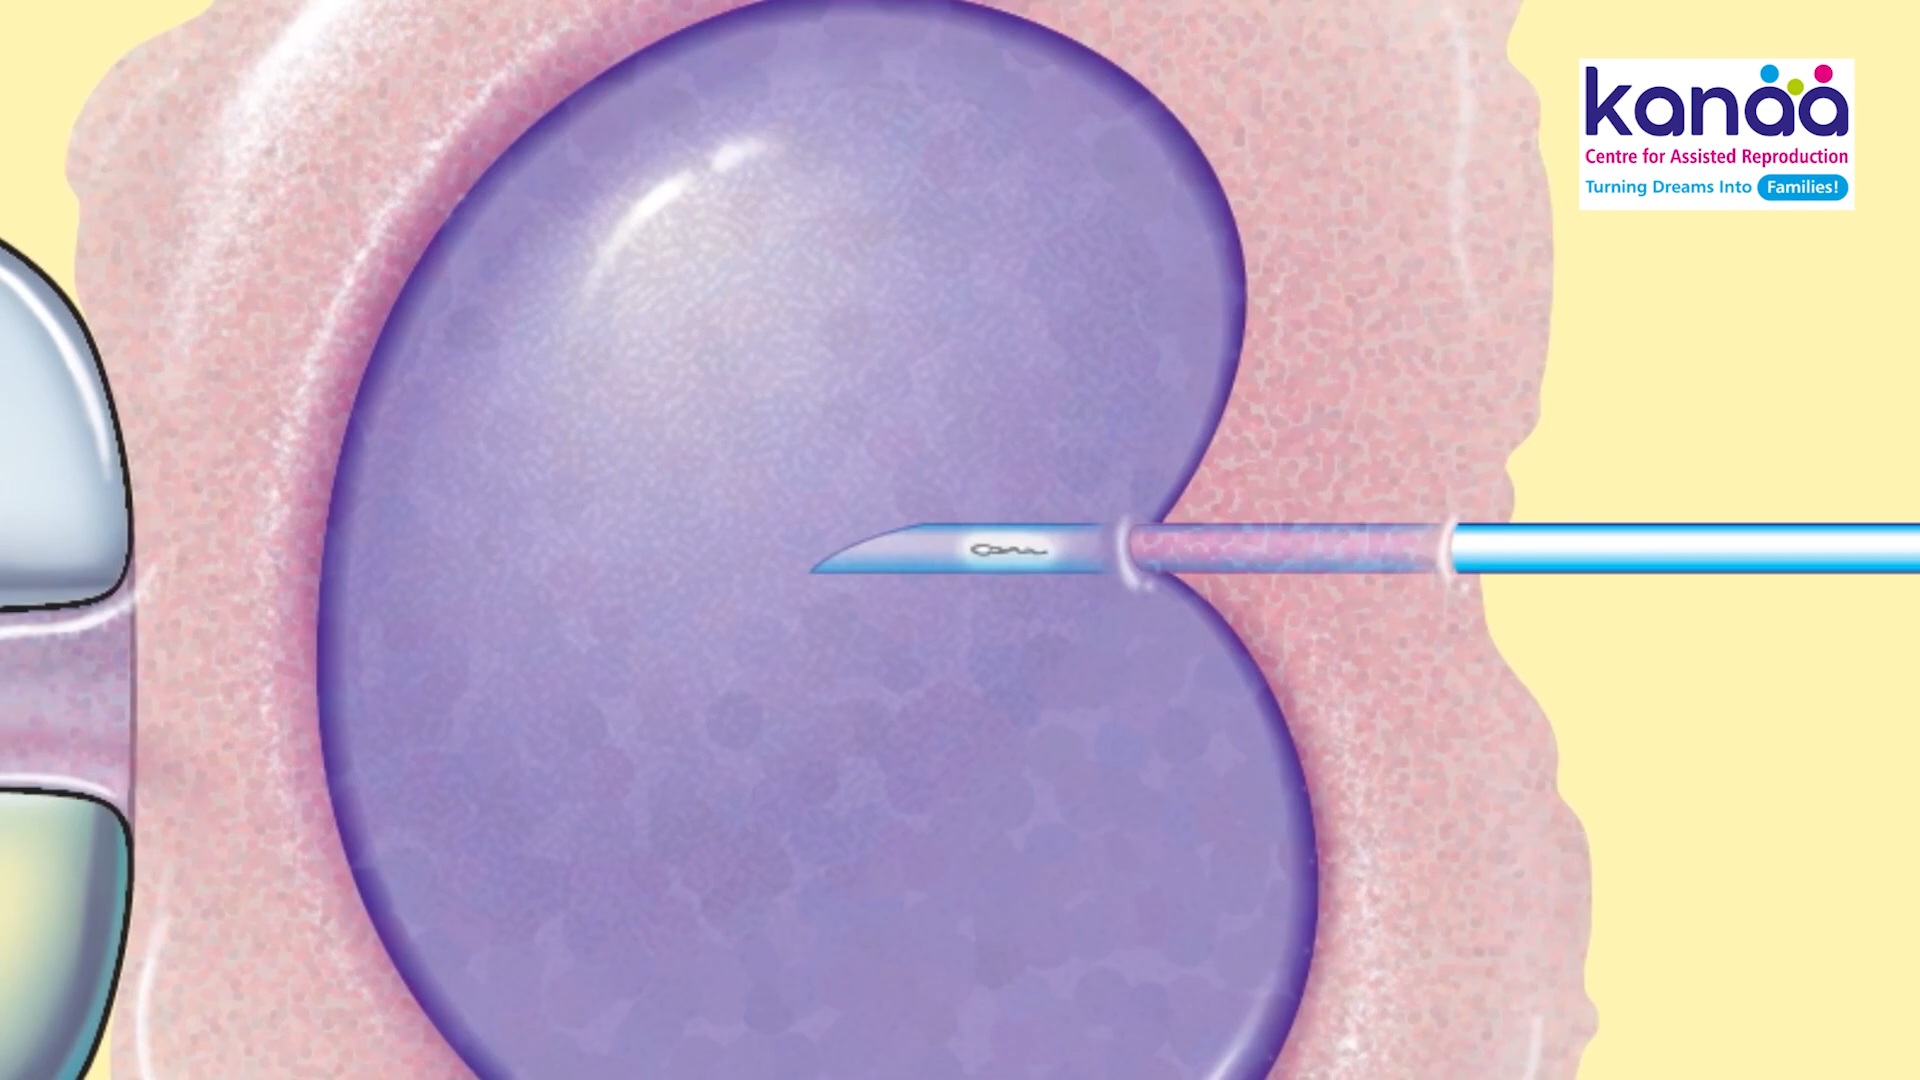 kanaa
Centre for Assisted Reproduction
Turning Dreams Into Families!